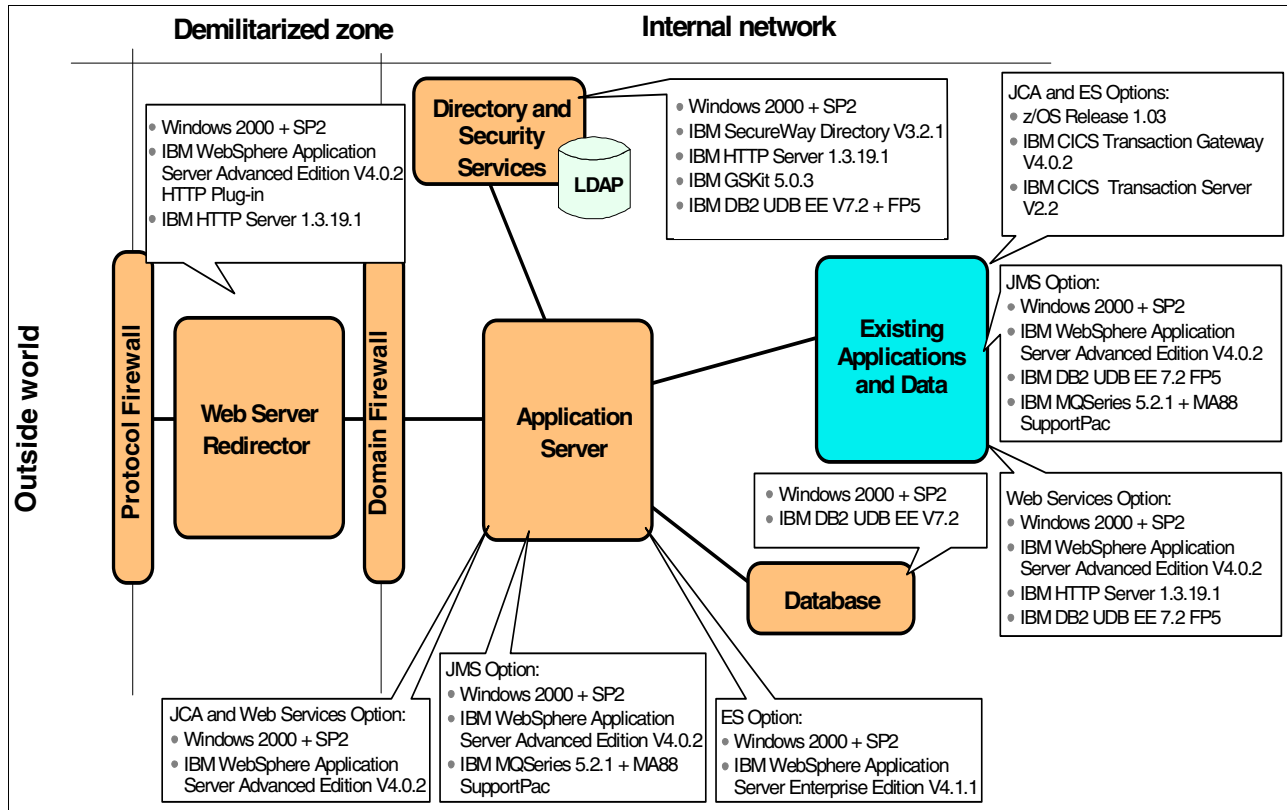 Demilitarized zone
Internal network
Outside world
Protocol Firewall
• Windows 2000 + SP2
• IBM WebSphere Application
Server Advanced Edition V4.0.2
HTTP Plug-in
• IBM HTTP Server 1.3.19.1
Web Server
Redirector
Domain Firewall
Directory and
Security
Services
LDAP
• Windows 2000 + SP2
• IBM SecureWay Directory V3.2.1
• IBM HTTP Server 1.3.19.1
• IBM GSKit 5.0.3
• IBM DB2 UDB EE V7.2 + FP5
JCA and ES Options:
• z/OS Release 1.03
• IBM CICS Transaction Gateway
V4.0.2
• IBM CICS Transaction Server
V2.2
Application
Server
Existing
Applications
and Data
JMS Option:
• Windows 2000 + SP2
• IBM WebSphere Application
Server Advanced Edition V4.0.2
• IBM DB2 UDB EE 7.2 FP5
• IBM MQSeries 5.2.1 + MA88
SupportPac
• Windows 2000 + SP2
• IBM DB2 UDB EE V7.2
Database
Web Services Option:
• Windows 2000 + SP2
• IBM WebSphere Application
Server Advanced Edition V4.0.2
• IBM HTTP Server 1.3.19.1
• IBM DB2 UDB EE 7.2 FP5
JCA and Web Services Option:
• Windows 2000 + SP2
• IBM WebSphere Application
Server Advanced Edition V4.0.2
JMS Option:
• Windows 2000 + SP2
• IBM WebSphere Application
Server Advanced Edition V4.0.2
• IBM MQSeries 5.2.1 + MA88
SupportPac
ES Option:
• Windows 2000 + SP2
• IBM WebSphere Application
Server Enterprise Edition V4.1.1